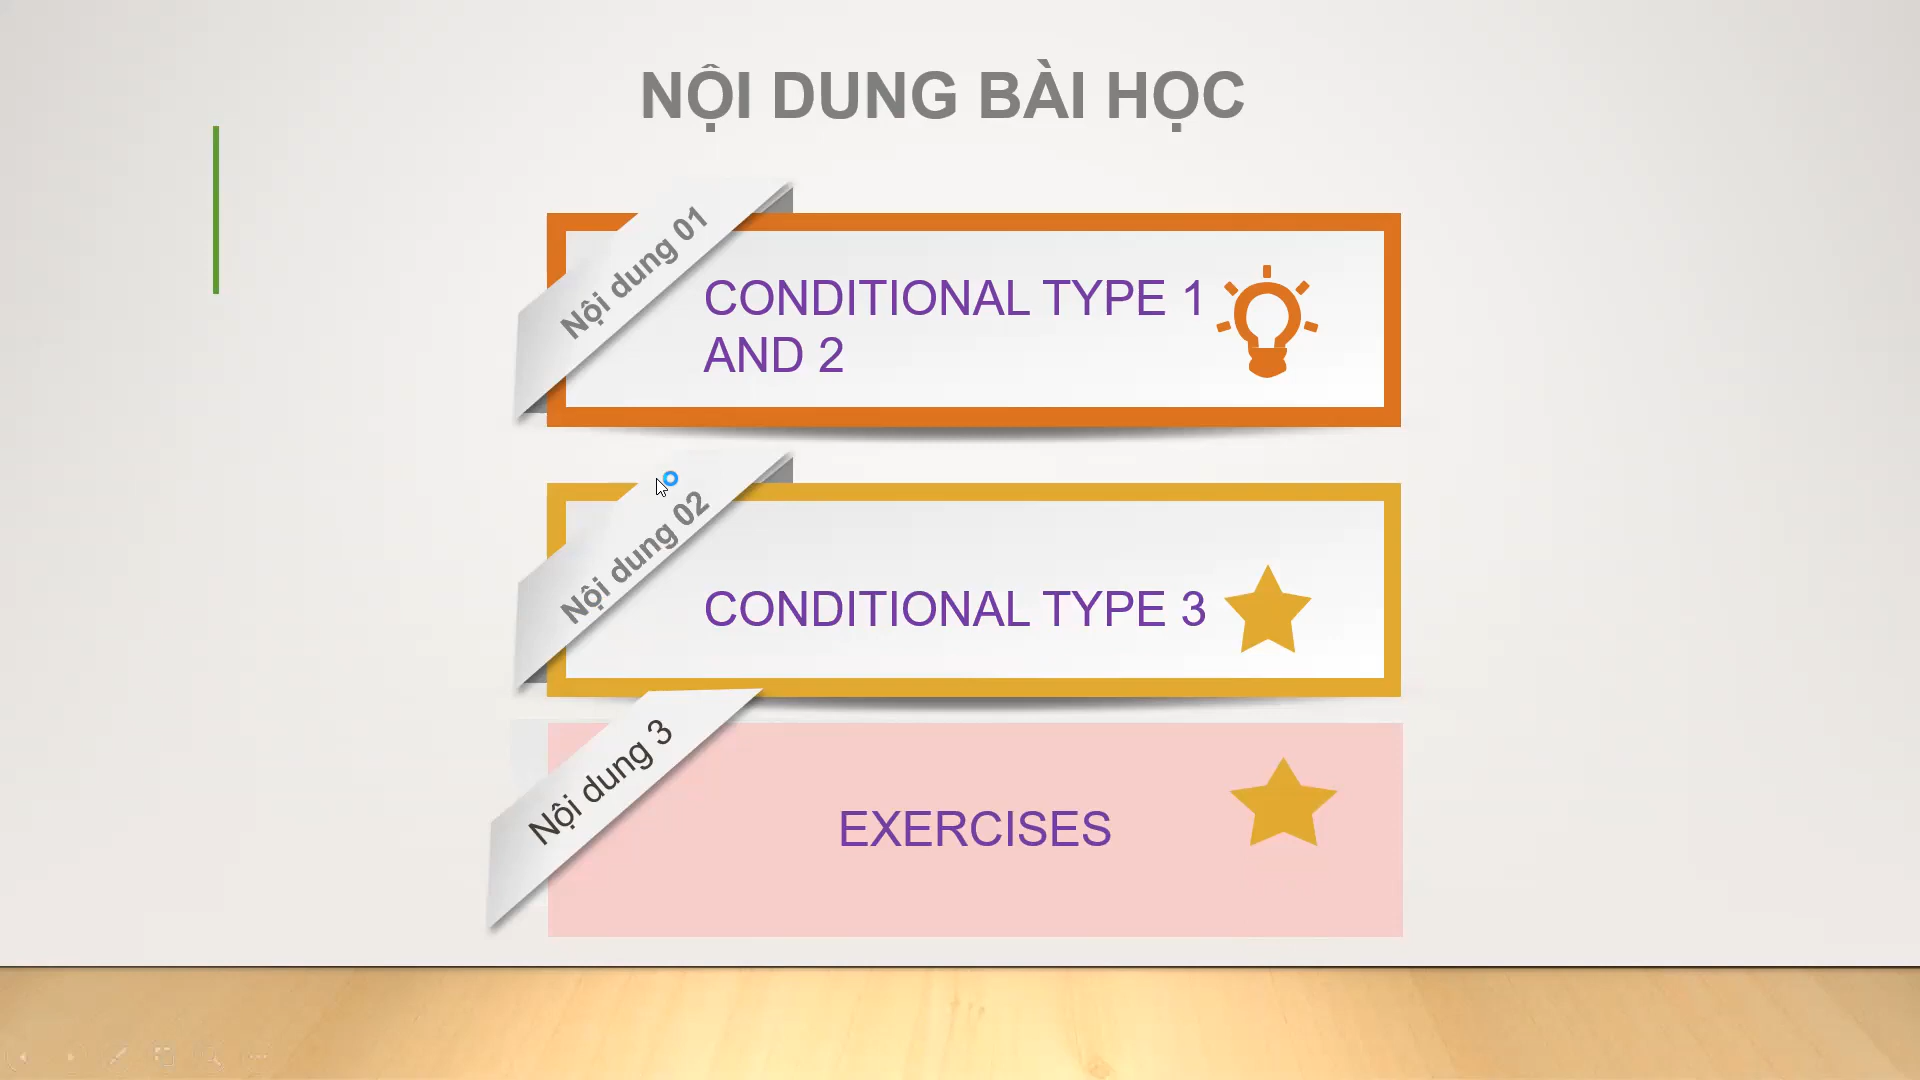 NỘI DUNG BÀI HỌC
Nội dung 01
CONDITIONAL TYPE 1
AND 2
Nội dung 02
CONDITIONAL TYPE 3
Nội dung 3
EXERCISES